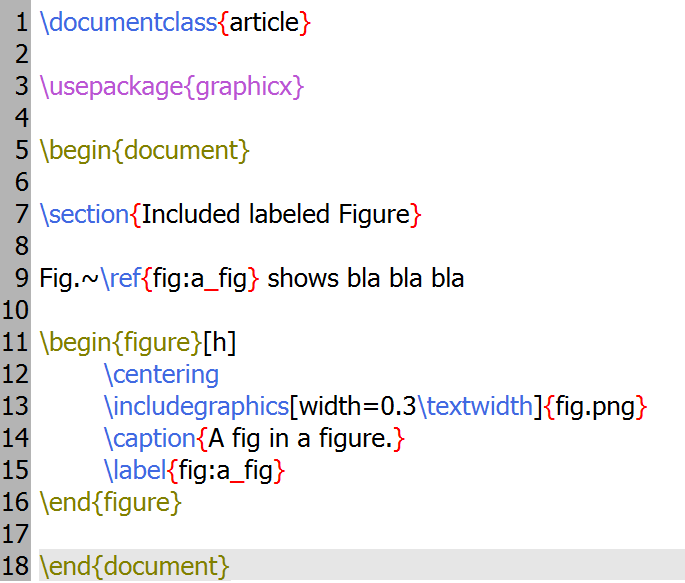 1 \documentclass{article}
2
3 \usepackage{graphicx}
4
5 \begin{document}
6
7 \section{Included labeled Figure}
8
9 Fig.~\ref{fig:a_fig} shows bla bla bla
10
11 \begin{figure}[h]
12 \centering
13 \includegraphics[width=0.3\textwidth]{fig.png}
14 \caption{A fig in a figure.}
15 \label{fig:a_fig}
16 \end{figure}
17
18 \end{document}